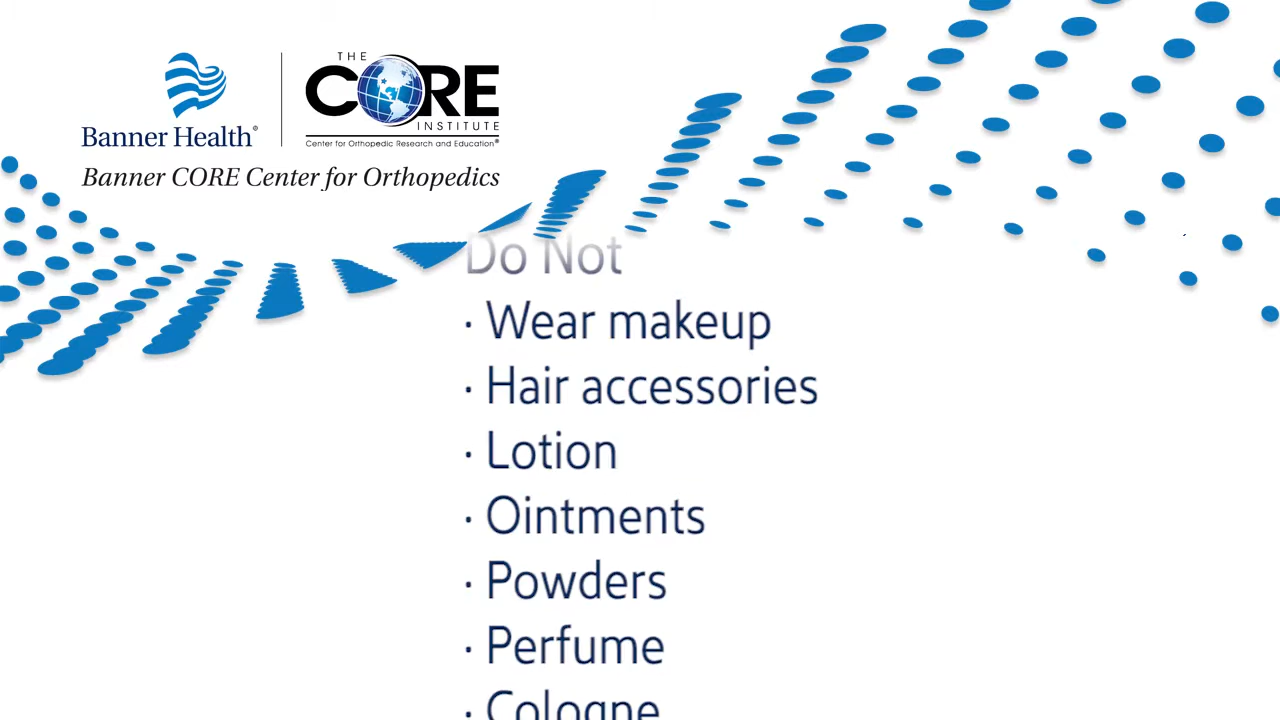 Banner Health®
THE
CORE
INSTITUTE
Center for Orthopedic Research and Education®
Banner CORE Center for Orthopedics
Do Not
· Wear makeup
· Hair accessories
· Lotion
· Ointments
· Powders
· Perfume
· Cologne